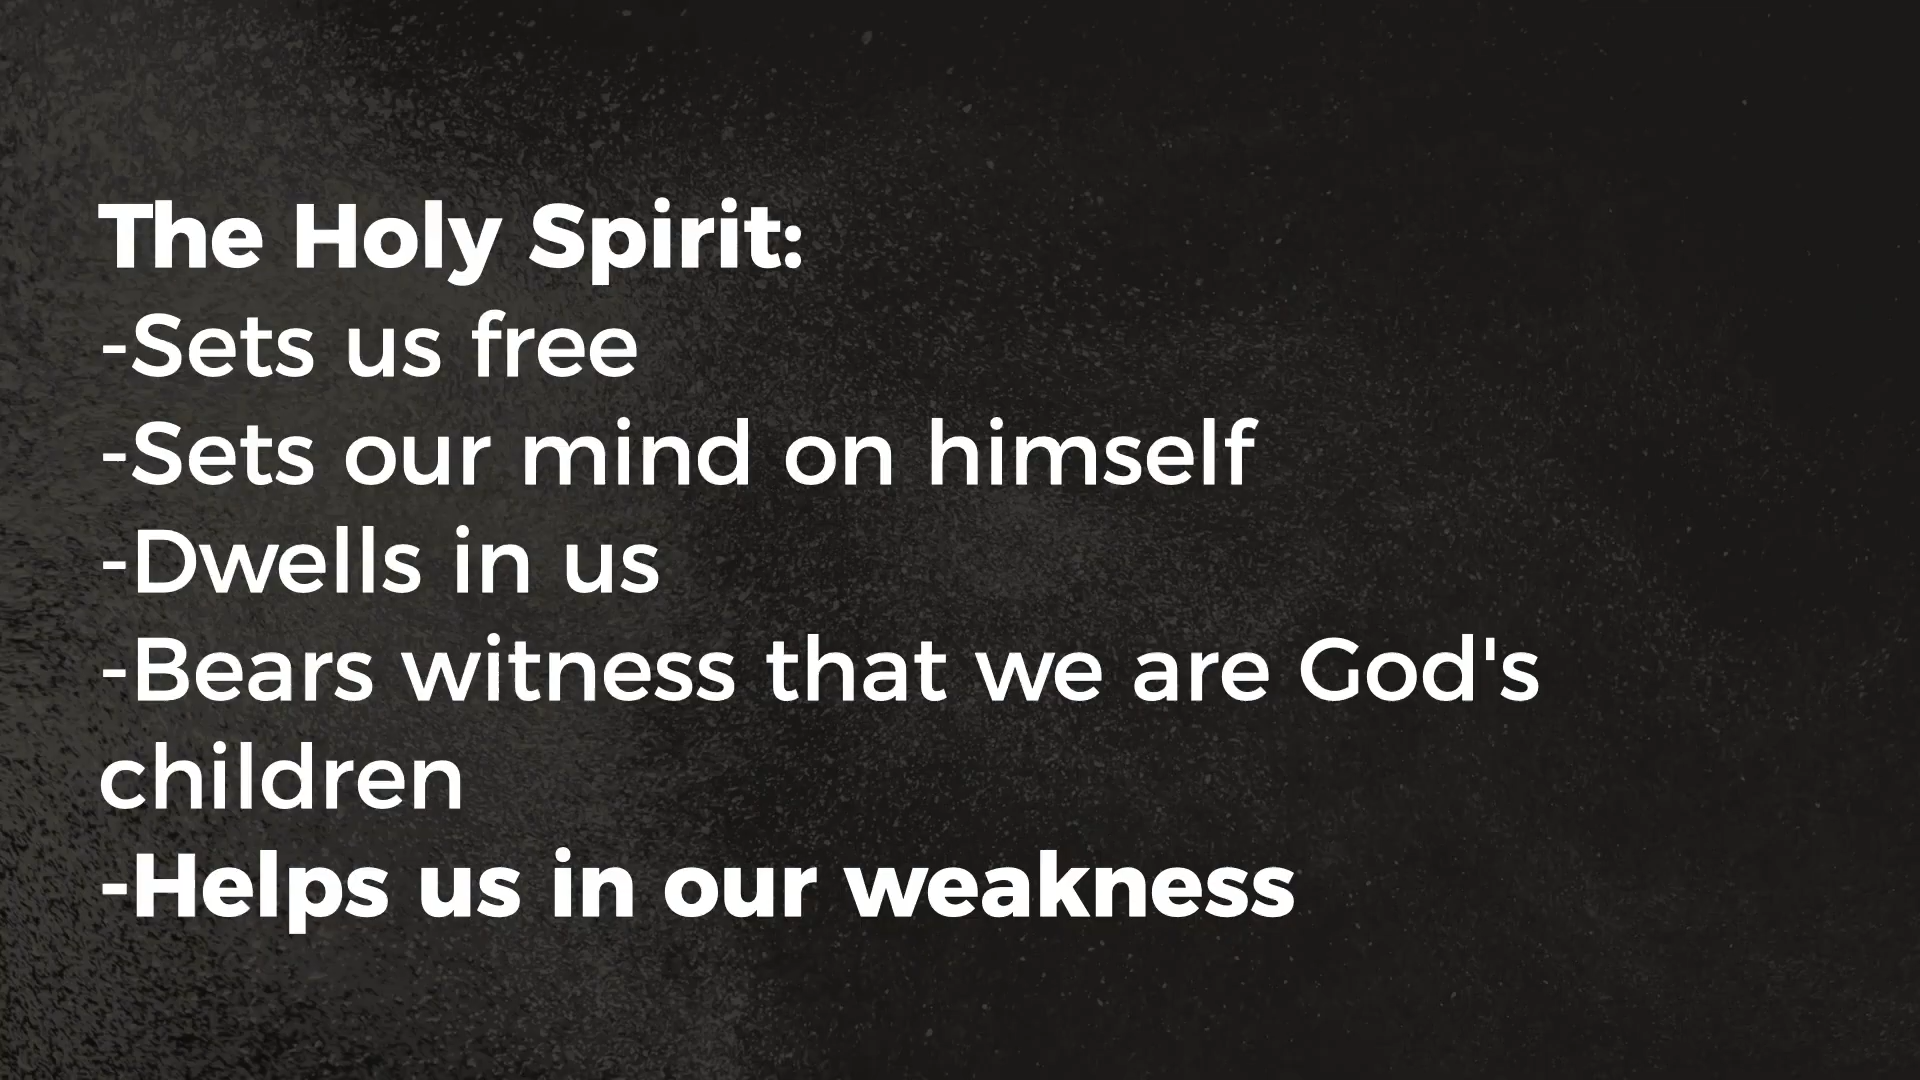 The Holy Spirit:
-Sets us free
-Sets our mind on himself
-Dwells in us
-Bears witness that we are God's
children
-Helps us in our weakness